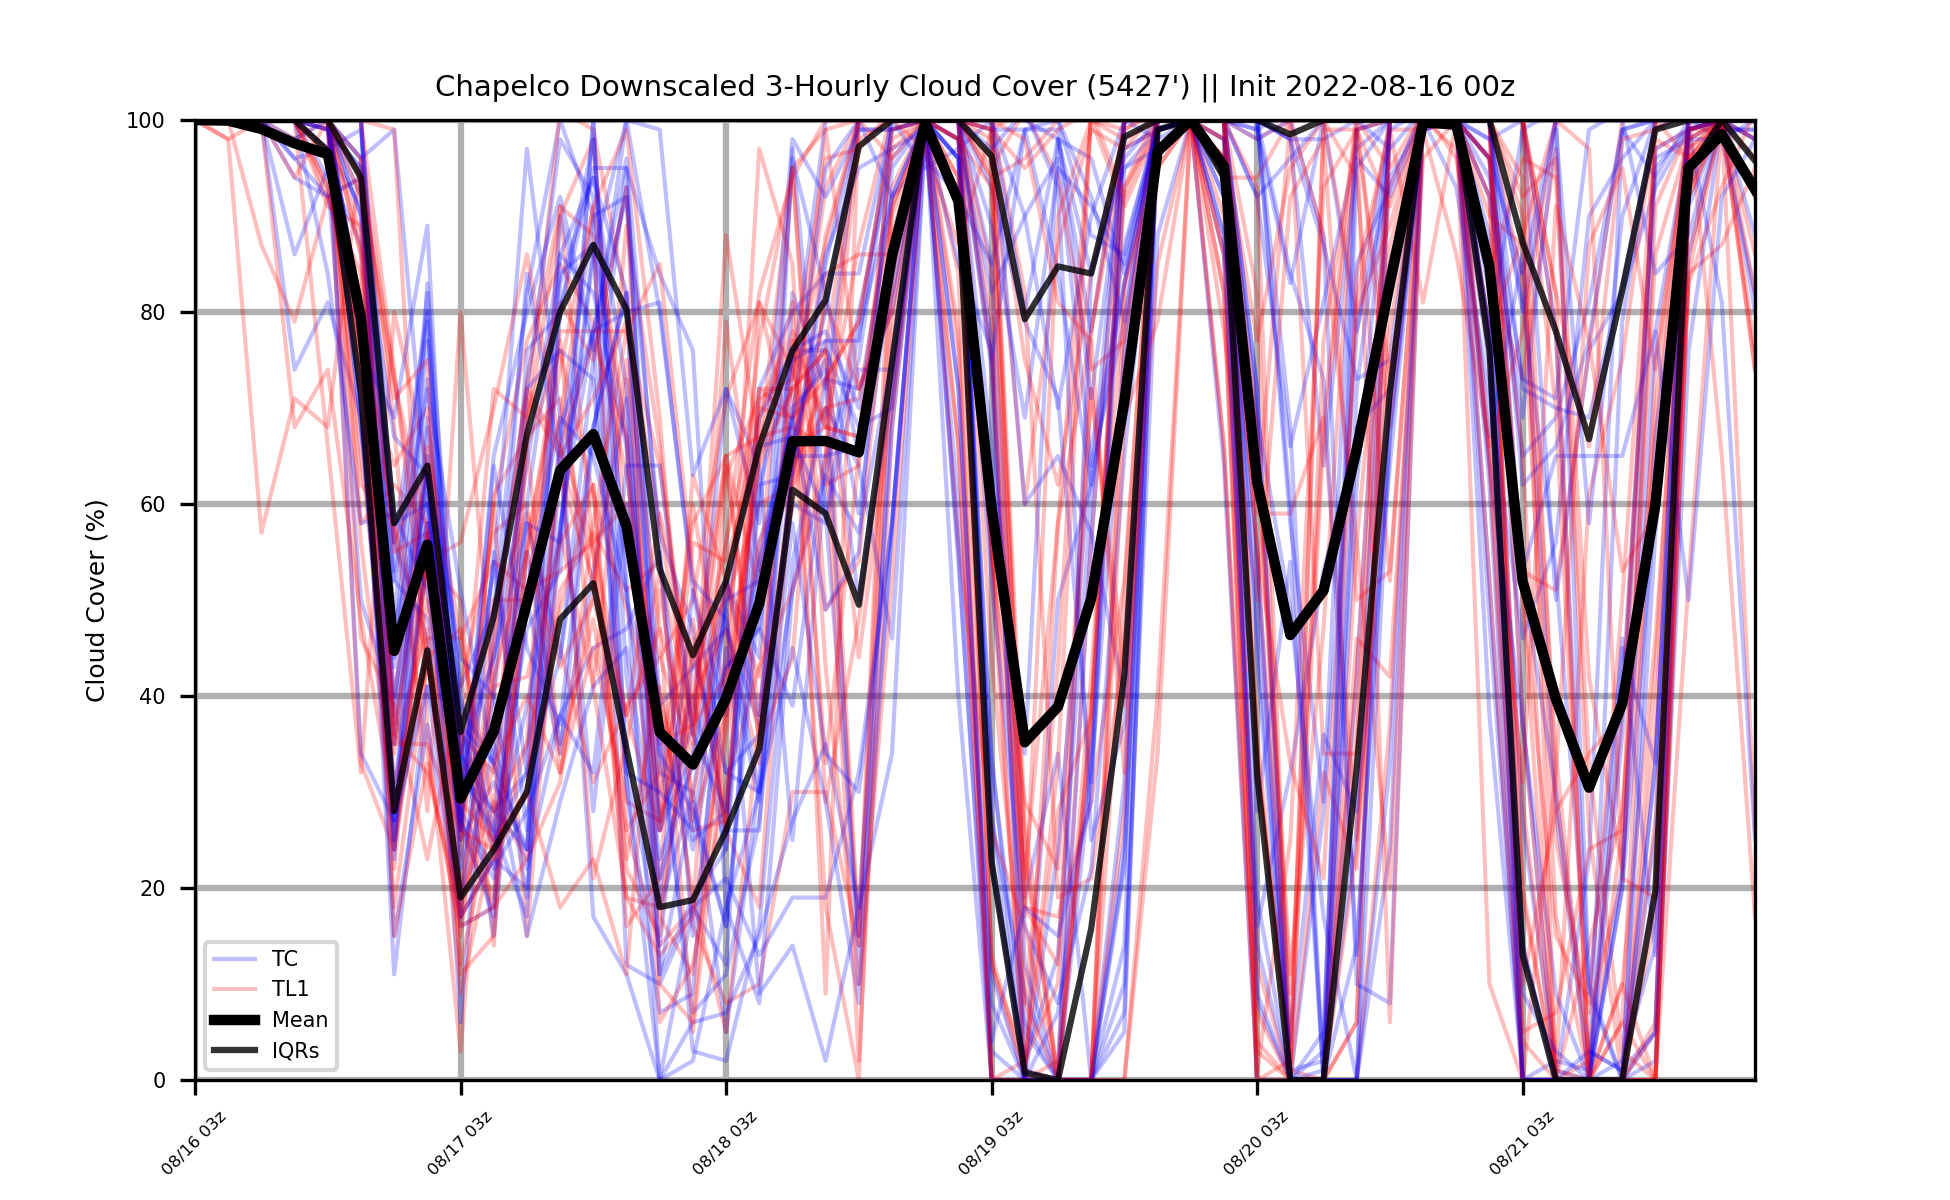 Chapelco Downscaled 3-Hourly Cloud Cover (5427') || Init 2022-08-16 00z
Cloud Cover (%)
100
80
60
40
20
0
TC
TL1
Mean
IQRs
08/16 03z
08/17 03z
08/18 03z
08/19 03z
08/20 03z
08/21 03z